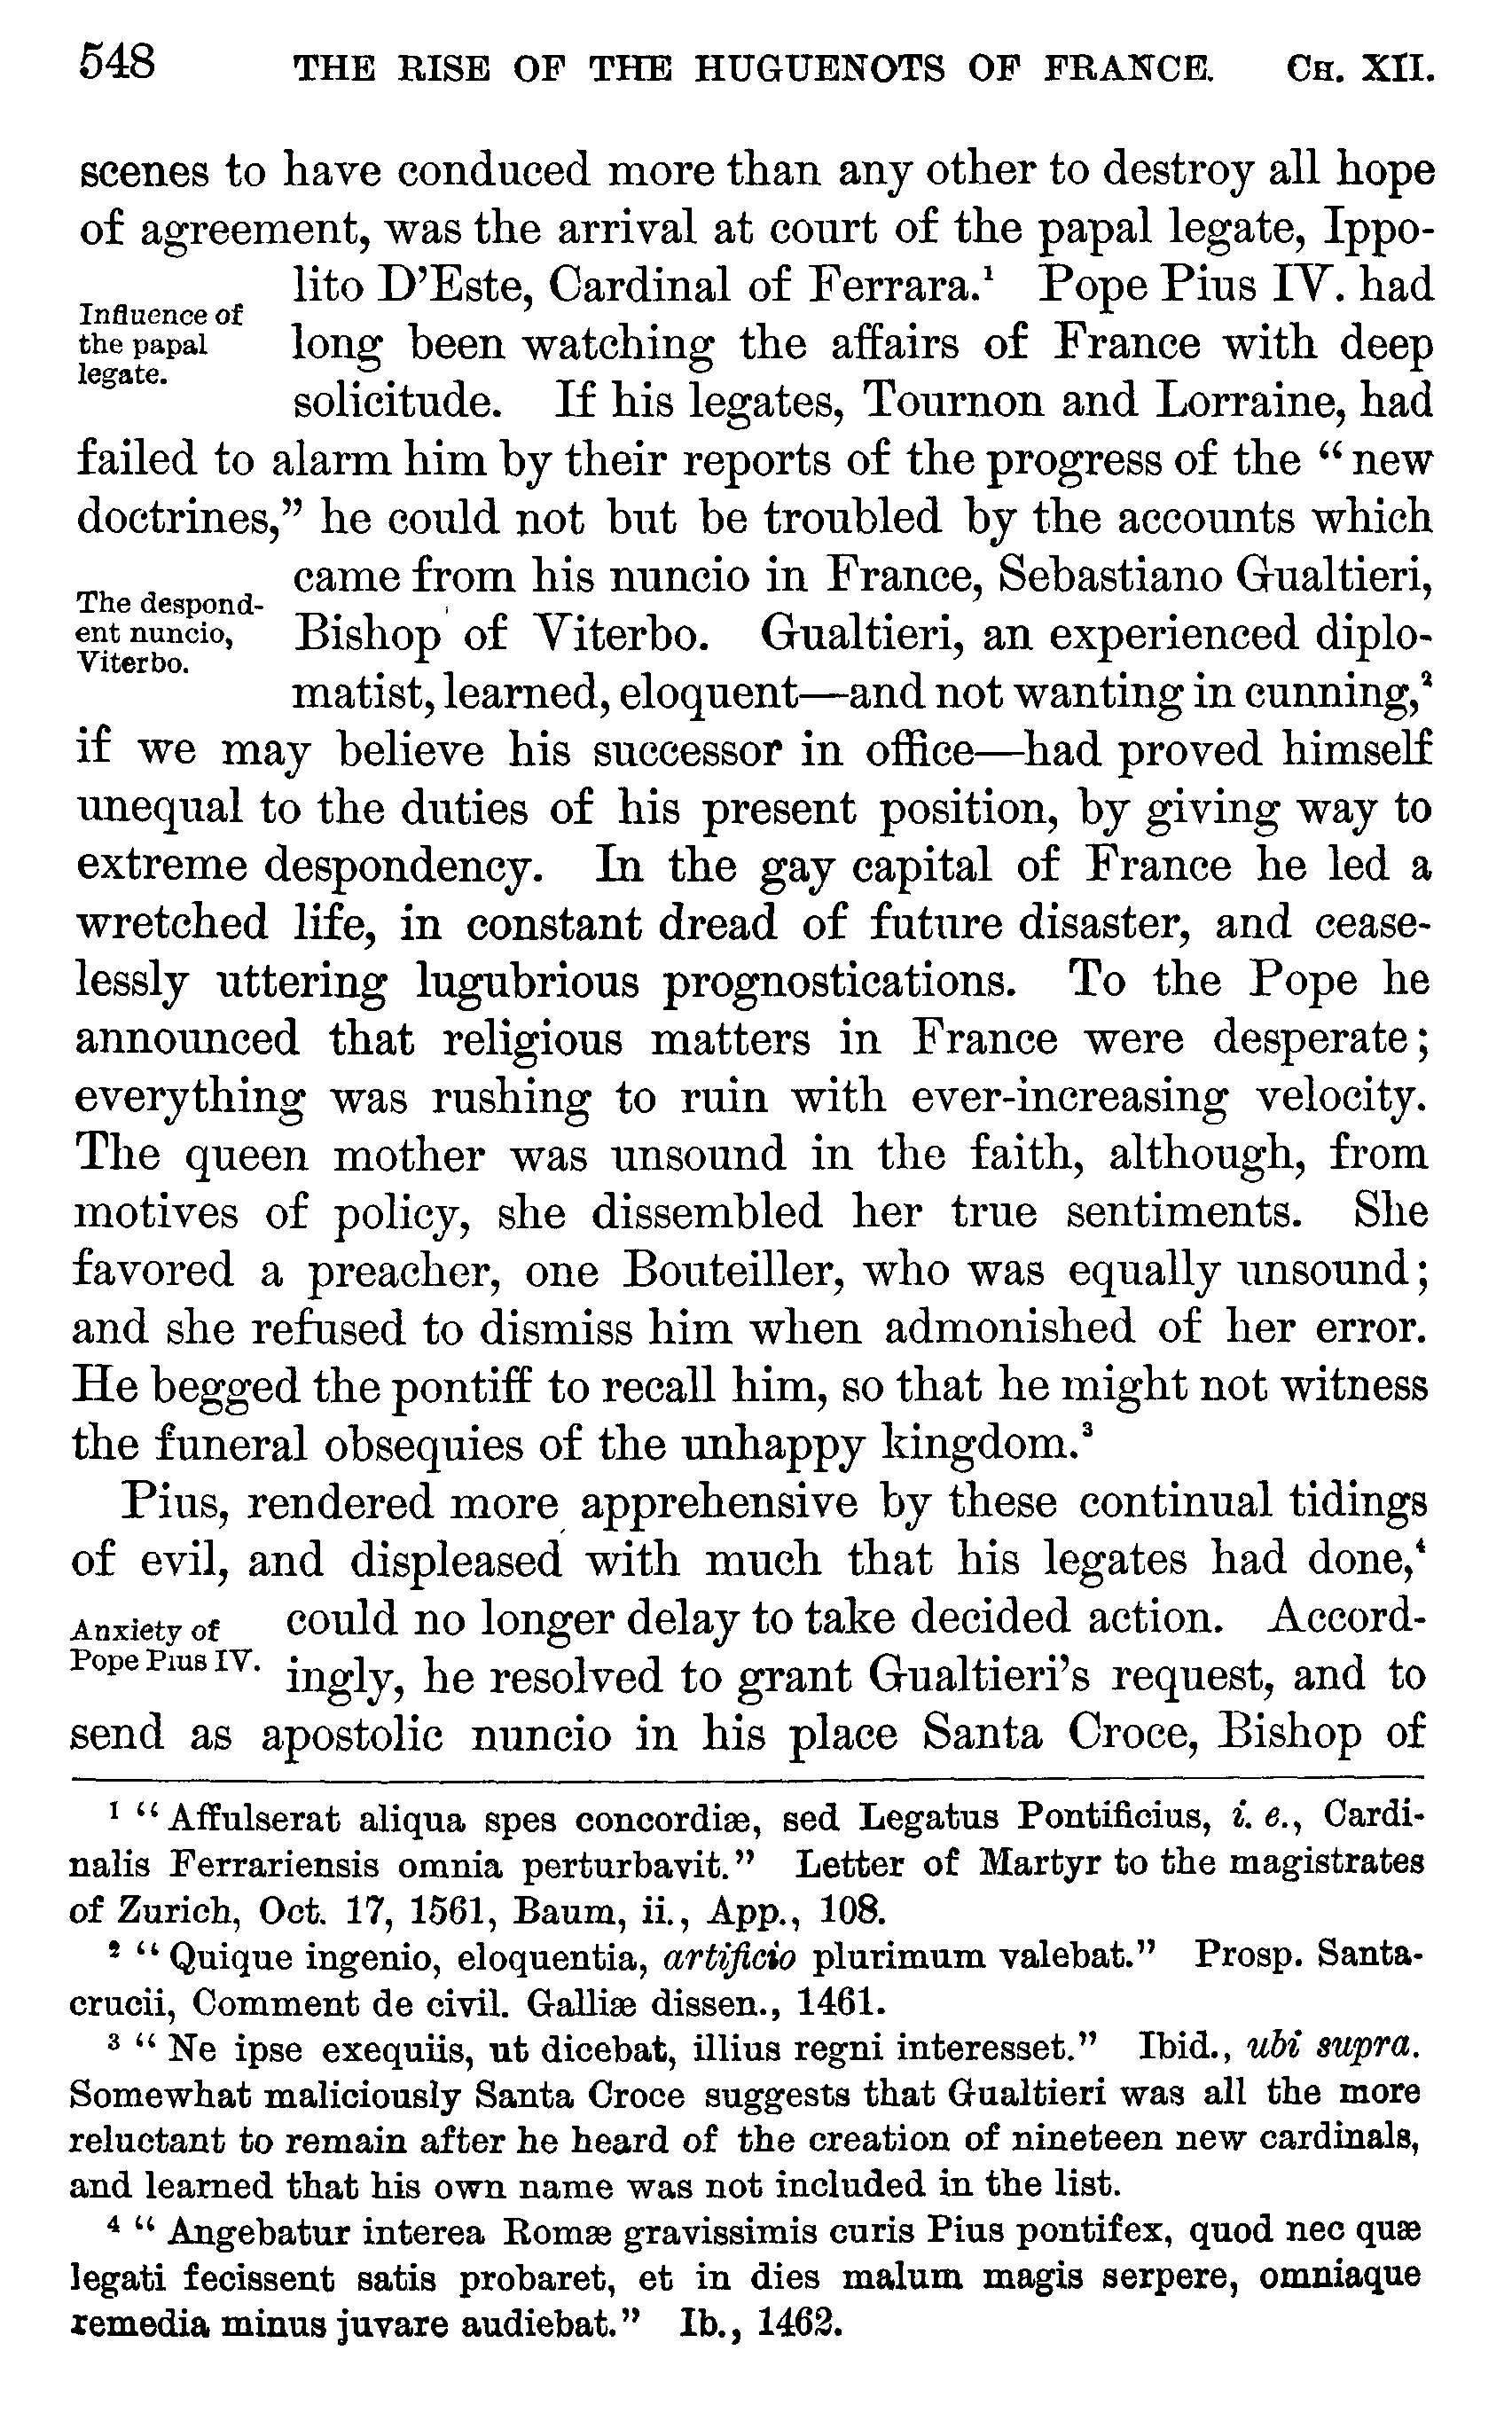 548 THE RISE OF THE HUGUENOTS OF FRANCE. CH. XII.
scenes to have conduced more than any other to destroy all hope
of agreement, was the arrival at court of the papal legate, Ippo-
lito D'Este, Cardinal of Ferrara.¹ Pope Pius IV. had
Influence of
the papal
legate.
long been watching the affairs of France with deep
solicitude. If his legates, Tournon and Lorraine, had
failed to alarm him by their reports of the progress of the “new
doctrines,” he could not but be troubled by the accounts which
came from his nuncio in France, Sebastiano Gualtieri,
The despond-
ent nuncio,
Viterbo.
Bishop of Viterbo. Gualtieri, an experienced diplo-
matist, learned, eloquent—and not wanting in cunning,²
if we may believe his successor in office—had proved himself
unequal to the duties of his present position, by giving way to
extreme despondency. In the gay capital of France he led a
wretched life, in constant dread of future disaster, and cease-
lessly uttering lugubrious prognostications. To the Pope he
announced that religious matters in France were desperate;
everything was rushing to ruin with ever-increasing velocity.
The queen mother was unsound in the faith, although, from
motives of policy, she dissembled her true sentiments. She
favored a preacher, one Bouteiller, who was equally unsound;
and she refused to dismiss him when admonished of her error.
He begged the pontiff to recall him, so that he might not witness
the funeral obsequies of the unhappy kingdom.³
Pius, rendered more apprehensive by these continual tidings
of evil, and displeased with much that his legates had done,⁴
Anxiety of
Pope Pius IV.
could no longer delay to take decided action. Accord-
ingly, he resolved to grant Gualtieri's request, and to
send as apostolic nuncio in his place Santa Croce, Bishop of
¹ “Affulserat aliqua spes concordiæ, sed Legatus Pontificius, i. e., Cardi-
nalis Ferrariensis omnia perturbavit.” Letter of Martyr to the magistrates
of Zurich, Oct. 17, 1561, Baum, ii., App., 108.
² “Quique ingenio, eloquentia, artificio plurimum valebat.” Prosp. Santa-
crucii, Comment de civil. Galliæ dissen., 1461.
³ “Ne ipse exequiis, ut dicebat, illius regni interesset.” Ibid., ubi supra.
Somewhat maliciously Santa Croce suggests that Gualtieri was all the more
reluctant to remain after he heard of the creation of nineteen new cardinals,
and learned that his own name was not included in the list.
⁴ “Angebatur interea Romæ gravissimis curis Pius pontifex, quod nec quæ
legati fecissent satis probaret, et in dies malum magis serpere, omniaque
remedia minus juvare audiebat.” Ib., 1462.